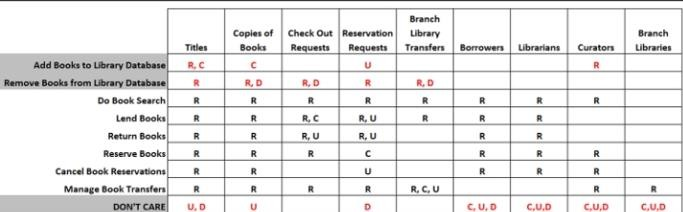 Titles Copies of Books Check Out Requests Reservation Requests Branch Library Transfers Borrowers Librarians Curators Branch Libraries
Add Books to Library Database R, C C U R
Remove Books from Library Database R R, D R, D R R, D
Do Book Search R R R R R R R R
Lend Books R R R, C R, U R R R
Return Books R R R, U R, U R R
Reserve Books R R R C R R R
Cancel Book Reservations R R U R R R
Manage Book Transfers R R R R R, C, U R R
DON'T CARE U, D U D C, U, D C,U,D C,U,D C,U,D